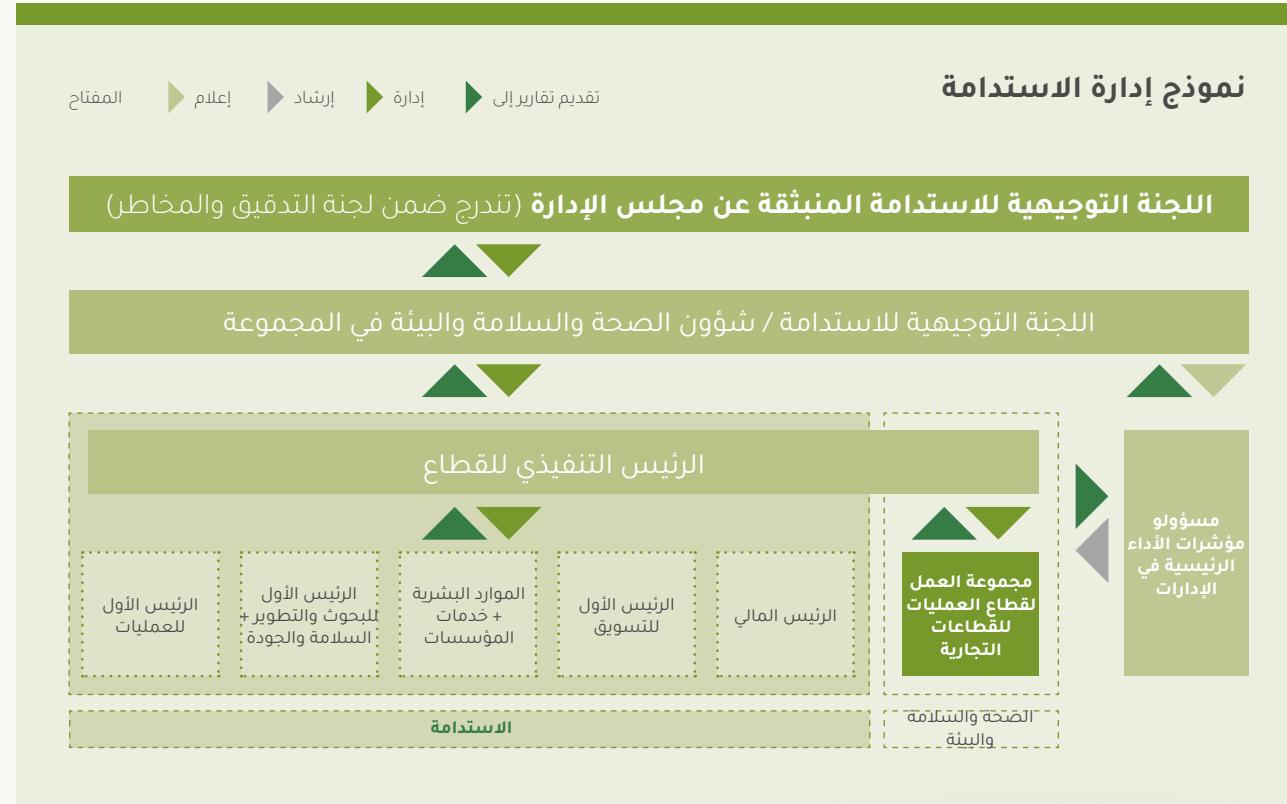 نموذج إدارة الاستدامة
المفتاح
إعلام
إرشاد
إدارة
تقديم تقارير إلى
اللجنة التوجيهية للاستدامة المنبثقة عن مجلس الإدارة (تندرج ضمن لجنة التدقيق والمخاطر)
اللجنة التوجيهية للاستدامة / شؤون الصحة والسلامة والبيئة في المجموعة
الرئيس التنفيذي للقطاع
مسؤولو
مؤشرات الأداء
الرئيسية في
الإدارات
مجموعة العمل
لقطاع العمليات
للقطاعات
التجارية
الرئيس المالي
الرئيس الأول
للتسويق
الموارد البشرية
+ خدمات
المؤسسات
الرئيس الأول
للبحوث والتطوير +
السلامة والجودة
الرئيس الأول
للعمليات
الصحة والسلامة
والبيئة
الاستدامة